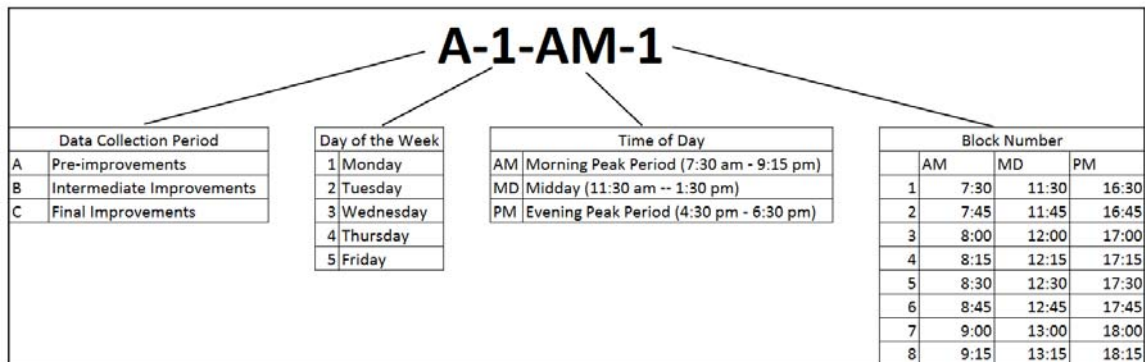 A-1-AM-1
Data Collection Period
A Pre-improvements
B Intermediate Improvements
C Final Improvements
Day of the Week
1 Monday
2 Tuesday
3 Wednesday
4 Thursday
5 Friday
Time of Day
AM Morning Peak Period (7:30 am - 9:15 pm)
MD Midday (11:30 am -- 1:30 pm)
PM Evening Peak Period (4:30 pm - 6:30 pm)
Block Number
AM MD PM
1 7:30 11:30 16:30
2 7:45 11:45 16:45
3 8:00 12:00 17:00
4 8:15 12:15 17:15
5 8:30 12:30 17:30
6 8:45 12:45 17:45
7 9:00 13:00 18:00
8 9:15 13:15 18:15